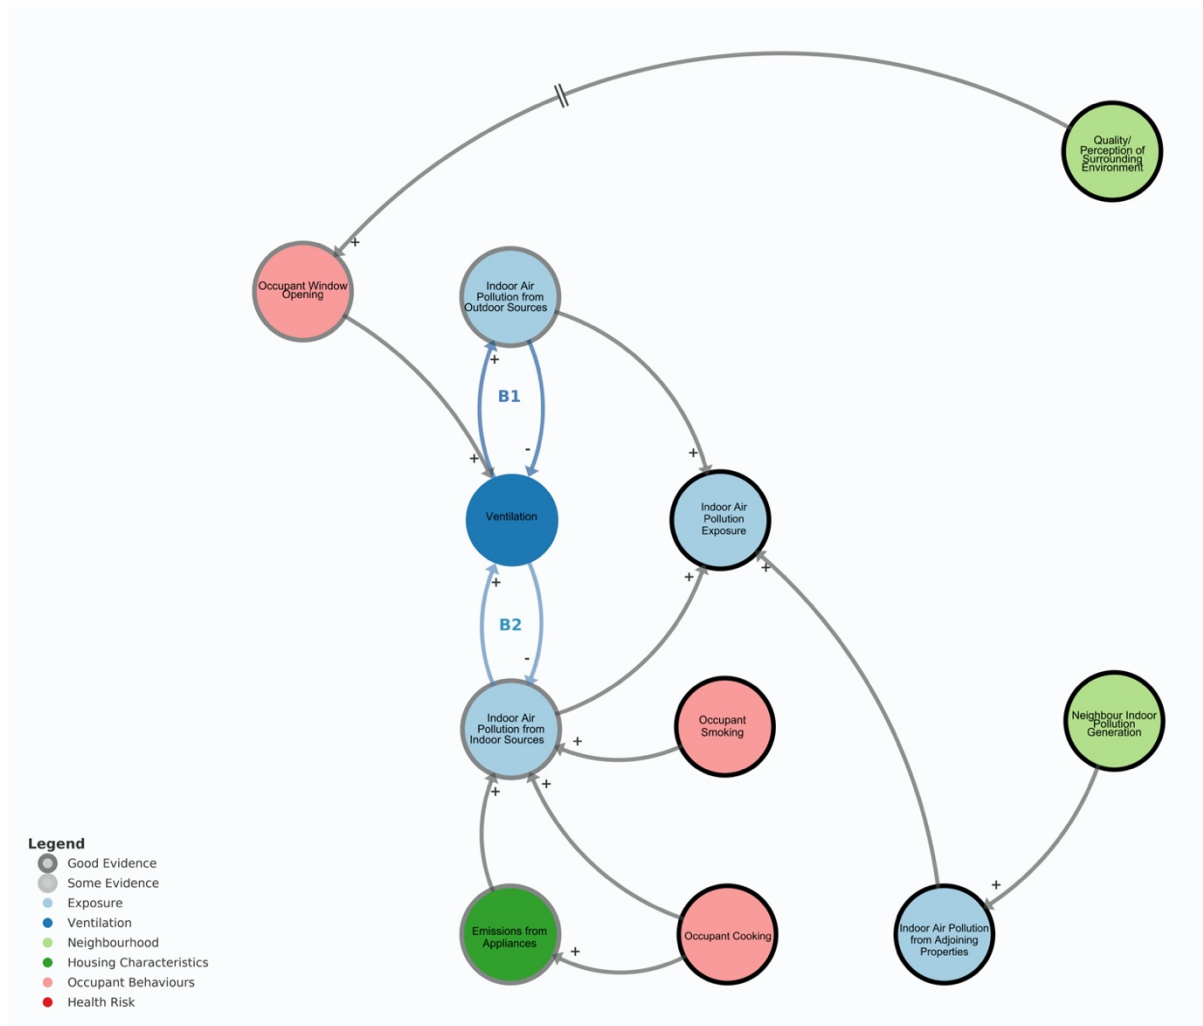 Quality/
Perception of
Surrounding
Environment
+
Occupant Window
Opening
Indoor Air
Pollution from
Outdoor Sources
+
B1
-
+
+
Ventilation
Indoor Air
Pollution
Exposure
+
+
+
B2
-
Indoor Air
Pollution from
Indoor Sources
Occupant
Smoking
+
Neighbour Indoor
Pollution
Generation
+
+
Emissions from
Appliances
+
Occupant Cooking
+
Indoor Air Pollution
from Adjoining
Properties
Legend
Good Evidence
Some Evidence
Exposure
Ventilation
Neighbourhood
Housing Characteristics
Occupant Behaviours
Health Risk